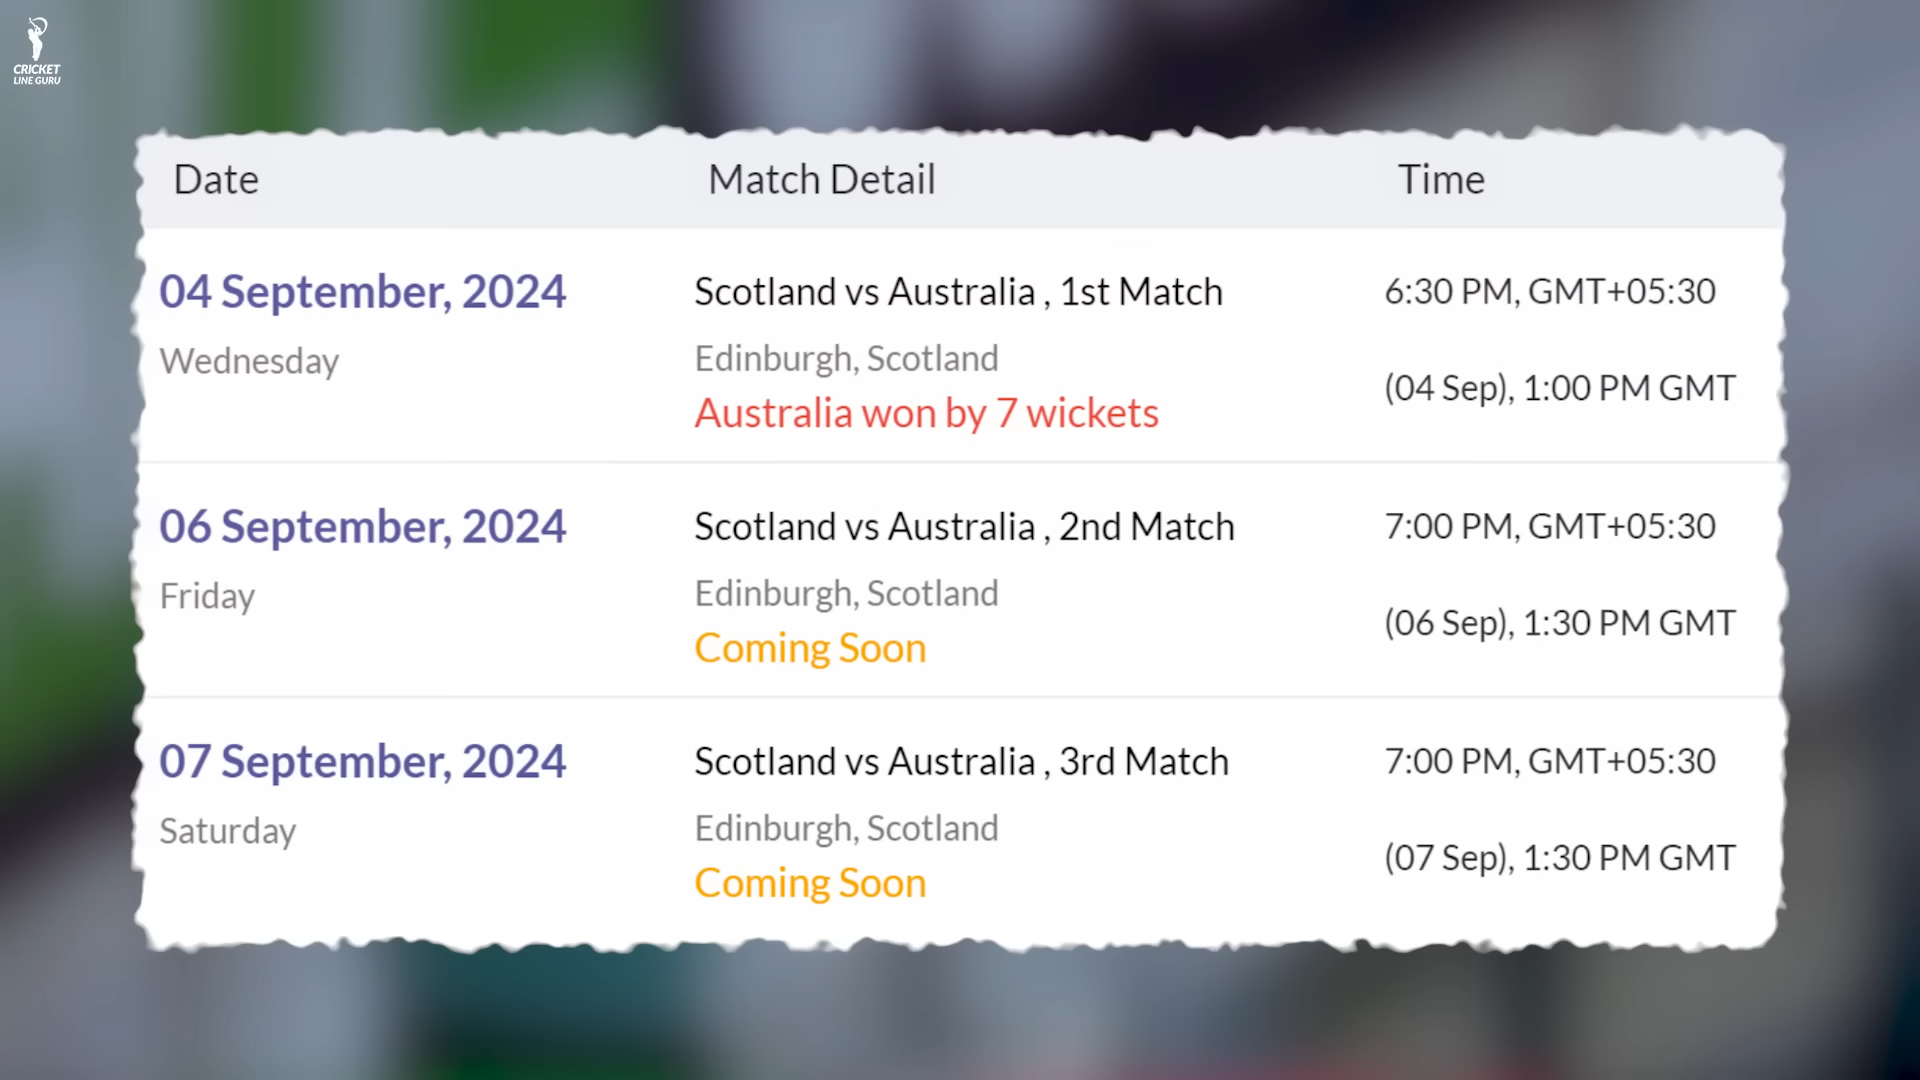 CRICKET
LINE GURU
Date Match Detail Time
04 September, 2024 Scotland vs Australia , 1st Match 6:30 PM, GMT+05:30
Wednesday Edinburgh, Scotland (04 Sep), 1:00 PM GMT
Australia won by 7 wickets
06 September, 2024 Scotland vs Australia , 2nd Match 7:00 PM, GMT+05:30
Friday Edinburgh, Scotland (06 Sep), 1:30 PM GMT
Coming Soon
07 September, 2024 Scotland vs Australia , 3rd Match 7:00 PM, GMT+05:30
Saturday Edinburgh, Scotland (07 Sep), 1:30 PM GMT
Coming Soon